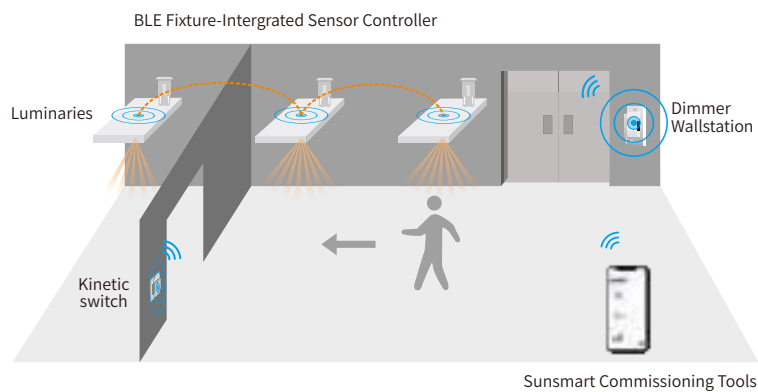 BLE Fixture-Intergrated Sensor Controller
Luminaries
Dimmer
Wallstation
Kinetic
switch
Sunsmart Commissioning Tools